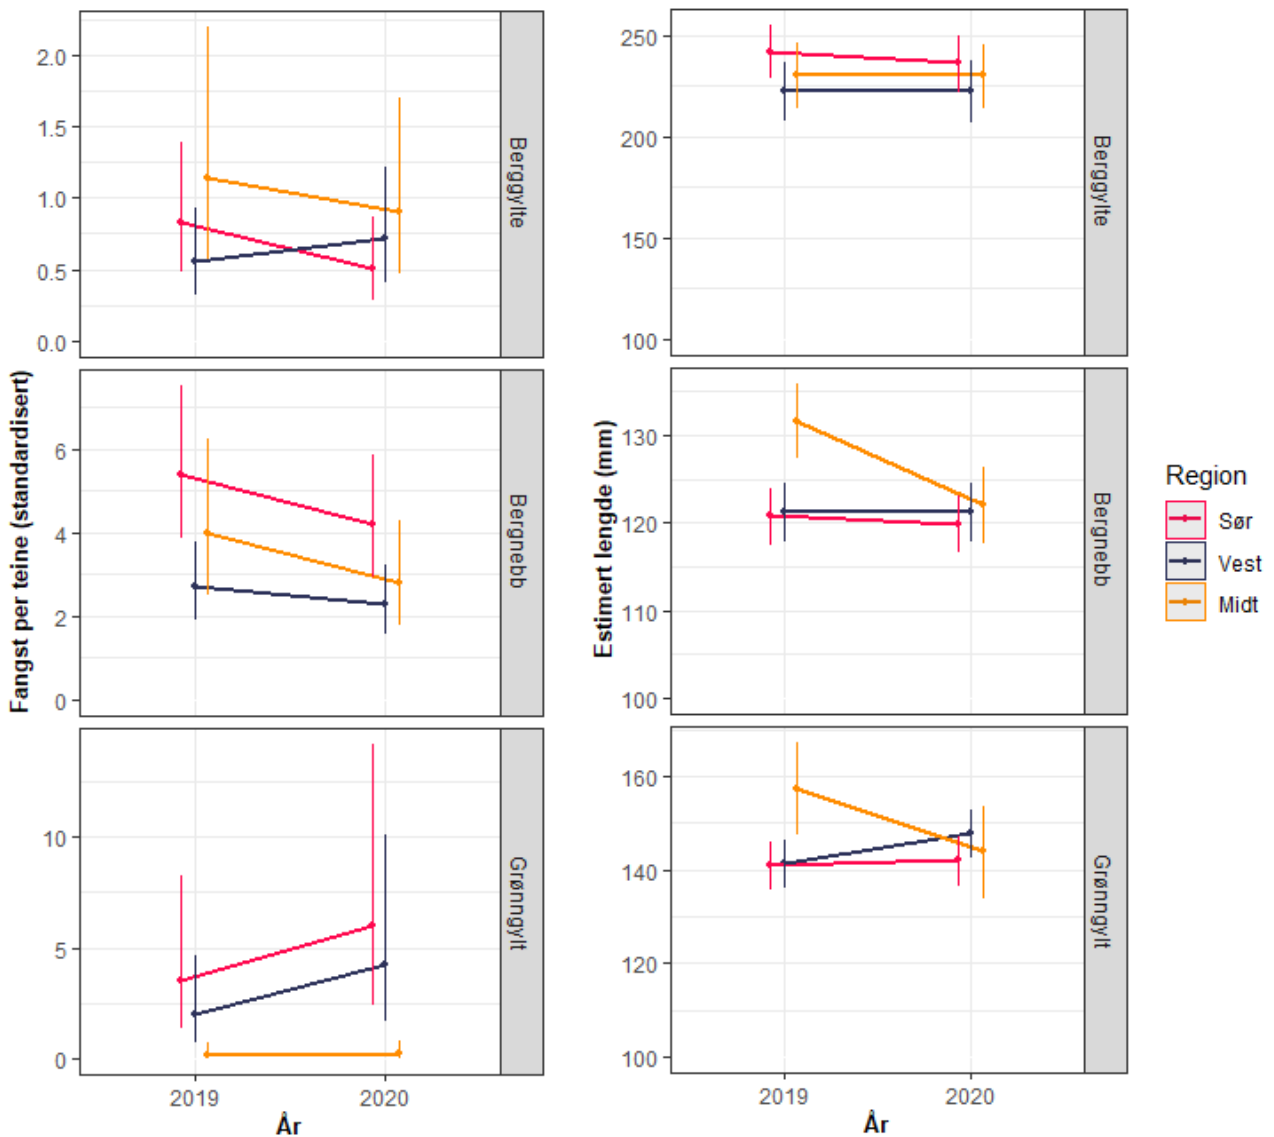 Fangst per teine (standardisert)
2.0
1.5
1.0
0.5
0.0
Berggylte
6
4
2
0
Bergnebb
10
5
0
Grønngylt
2019
2020
År
Estimert lengde (mm)
250
200
150
100
Berggylte
130
120
110
100
Bergnebb
160
140
120
100
Grønngylt
2019
2020
År
Region
Sør
Vest
Midt